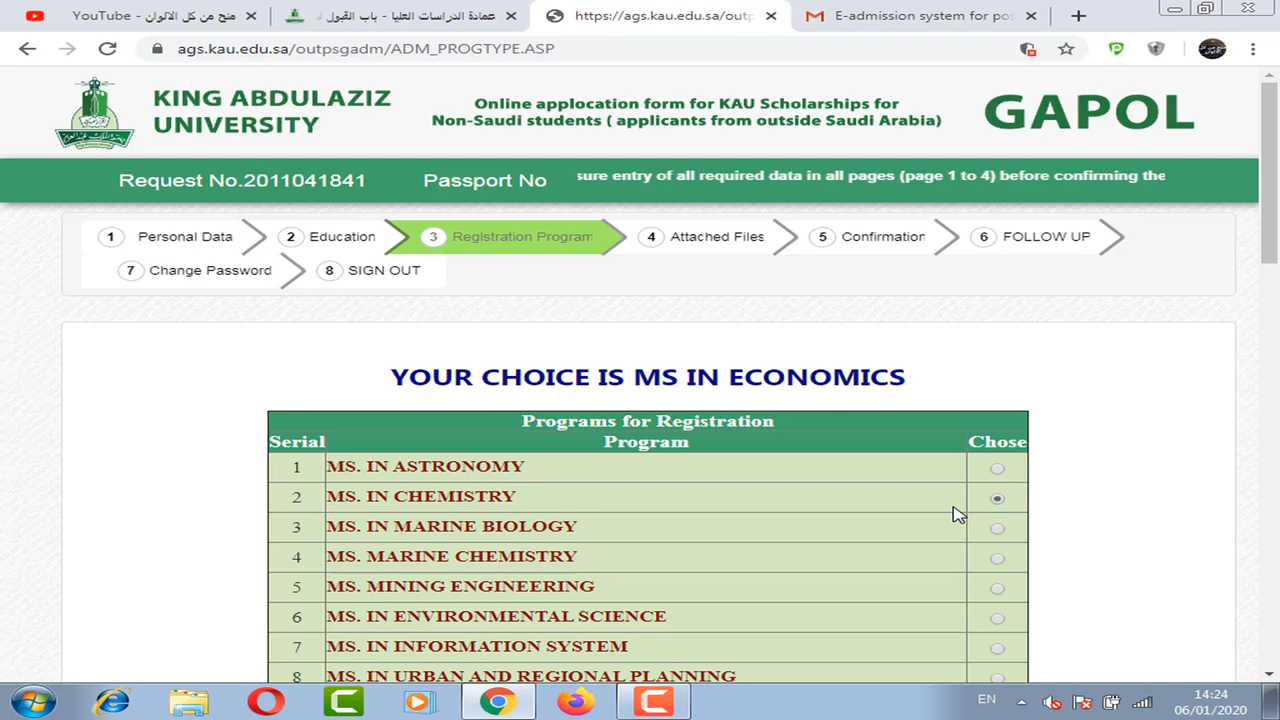 منح من كل الالوان - YouTube
عمادة الدراسات العليا - باب القبول ل
https://ags.kau.edu.sa/outp
E-admission system for pos
ags.kau.edu.sa/outpsgadm/ADM_PROGTYPE.ASP
KING ABDULAZIZ
UNIVERSITY
Online applocation form for KAU Scholarships for
Non-Saudi students ( applicants from outside Saudi Arabia)
GAPOL
Request No.2011041841
Passport No
sure entry of all required data in all pages (page 1 to 4) before confirming the
1 Personal Data
2 Education
3 Registration Program
4 Attached Files
5 Confirmation
6 FOLLOW UP
7 Change Password
8 SIGN OUT
YOUR CHOICE IS MS IN ECONOMICS
Programs for Registration
Serial Program Chose
1 MS. IN ASTRONOMY
2 MS. IN CHEMISTRY
3 MS. IN MARINE BIOLOGY
4 MS. MARINE CHEMISTRY
5 MS. MINING ENGINEERING
6 MS. IN ENVIRONMENTAL SCIENCE
7 MS. IN INFORMATION SYSTEM
8 MS. IN URBAN AND REGIONAL PLANNING
EN
14:24
06/01/2020